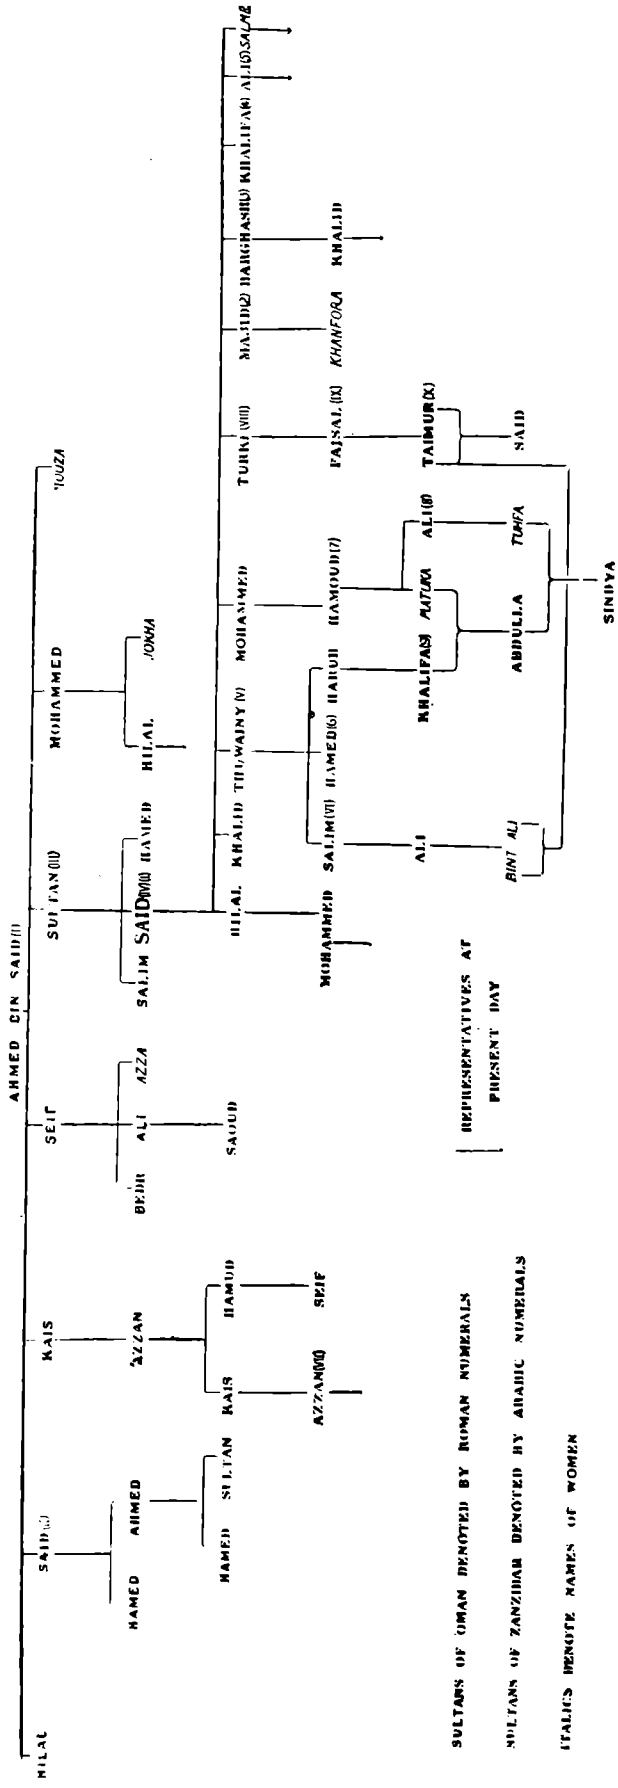 AHMED BIN SAID(I)
HILAL SAID KAIS SEIF SULTAN(III) MOHAMMED
HAMED AHMED AZZAN BEDR ALI AZZA SALIM SAID HAMED HILAL JOKHA
HAMED SULTAN KAIS HAMUD SAOUD HILAL KHALID THUWAINY(V) MOHAMMED TURKI(VIII) MAJID(2) BARGHASH(3) KHALIFA(4) ALI(5) SALME
AZZAN(VII) SEIF MOHAMMED SALIM(VI) HAMED(6) HARUB HAMOUD(7) FAISAL(IX) KHANFORA KHALID
ALI KHALIFA(9) MATUKA ALI(8) TAIMUR(X)
BINT ALI ABDULLA TUHFA SAID
SINDYA
REPRESENTATIVES AT
PRESENT DAY
SULTANS OF OMAN DENOTED BY ROMAN NUMERALS
SULTANS OF ZANZIBAR DENOTED BY ARABIC NUMERALS
ITALICS DENOTE NAMES OF WOMEN